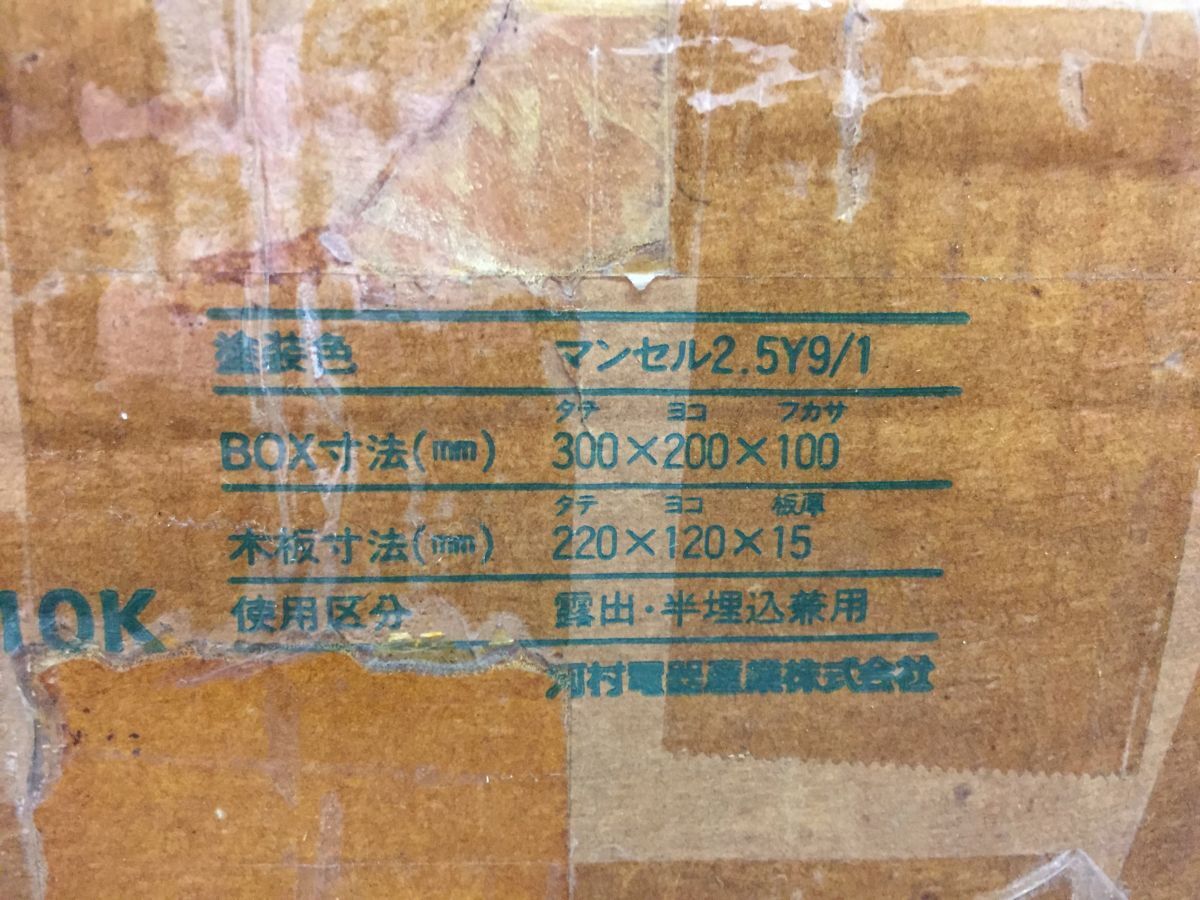 塗装色 マンセル2.5Y9/1
タテ ヨコ フカサ
BOX寸法(mm) 300×200×100
タテ ヨコ 板厚
木板寸法(mm) 220×120×15
10K 使用区分 露出・半埋込兼用
河村電器産業株式会社